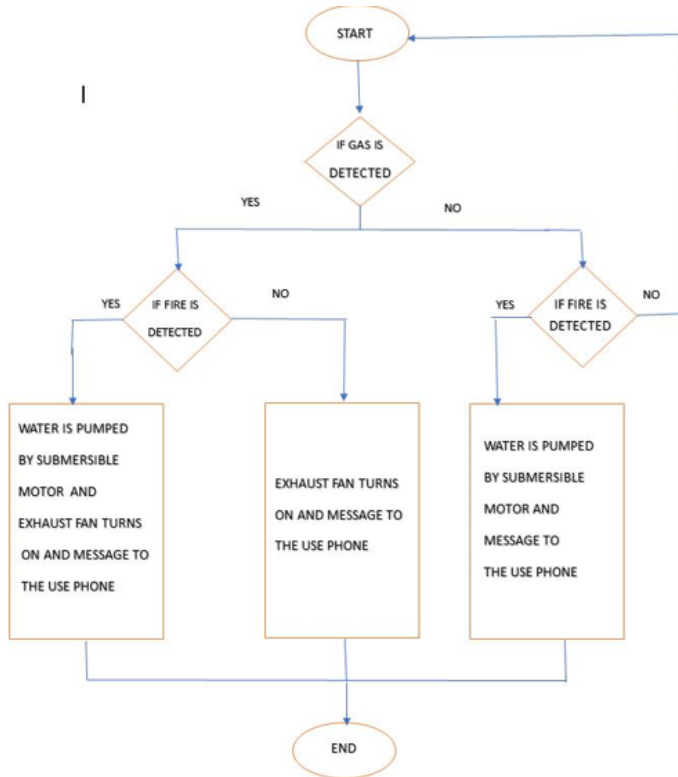 START
IF GAS IS
DETECTED
YES
NO
YES
IF FIRE IS
DETECTED
NO
YES
IF FIRE IS
DETECTED
NO
WATER IS PUMPED
BY SUBMERSIBLE
MOTOR AND
EXHAUST FAN TURNS
ON AND MESSAGE TO
THE USE PHONE
EXHAUST FAN TURNS
ON AND MESSAGE TO
THE USE PHONE
WATER IS PUMPED
BY SUBMERSIBLE
MOTOR AND
MESSAGE TO
THE USE PHONE
END